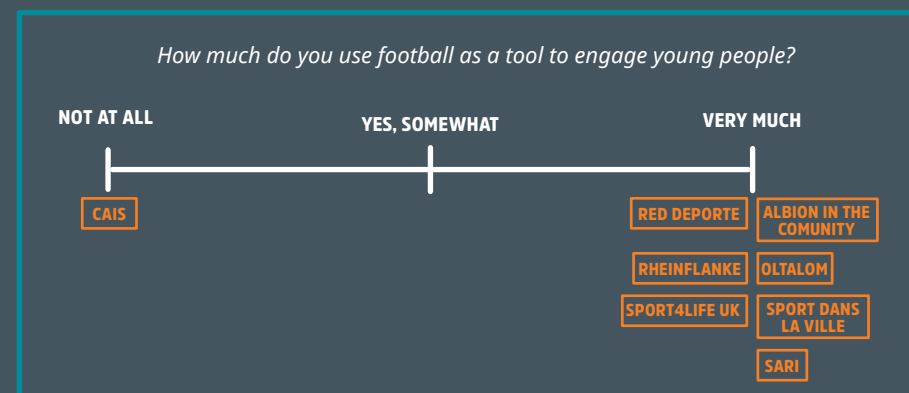 How much do you use football as a tool to engage young people?
NOT AT ALL
YES, SOMEWHAT
VERY MUCH
CAIS
RED DEPORTE
ALBION IN THE
COMUNITY
RHEINFLANKE
OLTALOM
SPORT4LIFE UK
SPORT DANS
LA VILLE
SARI